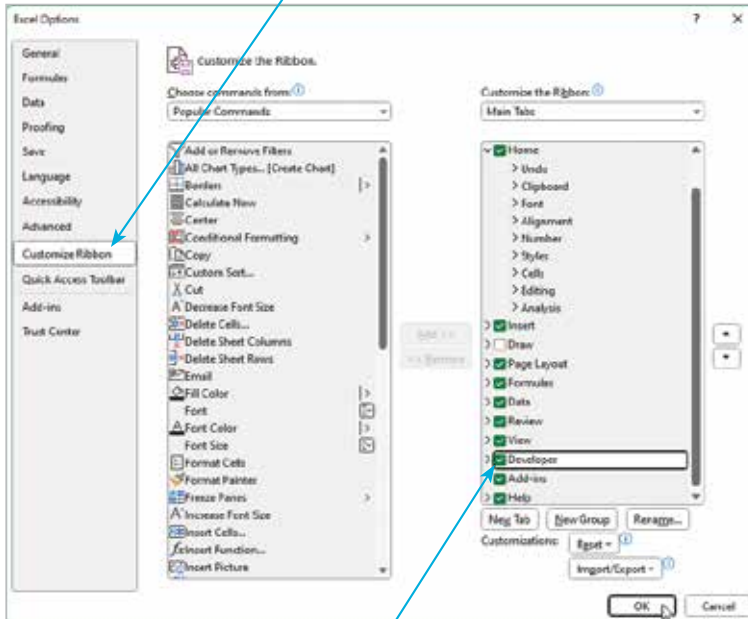 Excel Options
?
General
Formulas
Data
Proofing
Save
Language
Accessibility
Advanced
Customize Ribbon
Quick Access Toolbar
Add-ins
Trust Center
Customize the Ribbon.
Choose commands from:
Popular Commands
Add or Remove Filters
All Chart Types... [Create Chart]
Borders
Calculate Now
Center
Conditional Formatting
Copy
Custom Sort...
Cut
Decrease Font Size
Delete Cells...
Delete Sheet Columns
Delete Sheet Rows
Email
Fill Color
Font
Font Color
Font Size
Format Cells
Format Painter
Freeze Panes
Increase Font Size
Insert Cells...
Insert Function...
Insert Picture
Add >>
<< Remove
Customize the Ribbon:
Main Tabs
Home
Undo
Clipboard
Font
Alignment
Number
Styles
Cells
Editing
Analysis
Insert
Draw
Page Layout
Formulas
Data
Review
View
Developer
Add-ins
Help
New Tab New Group Rename...
Customizations: Reset
Import/Export
OK Cancel